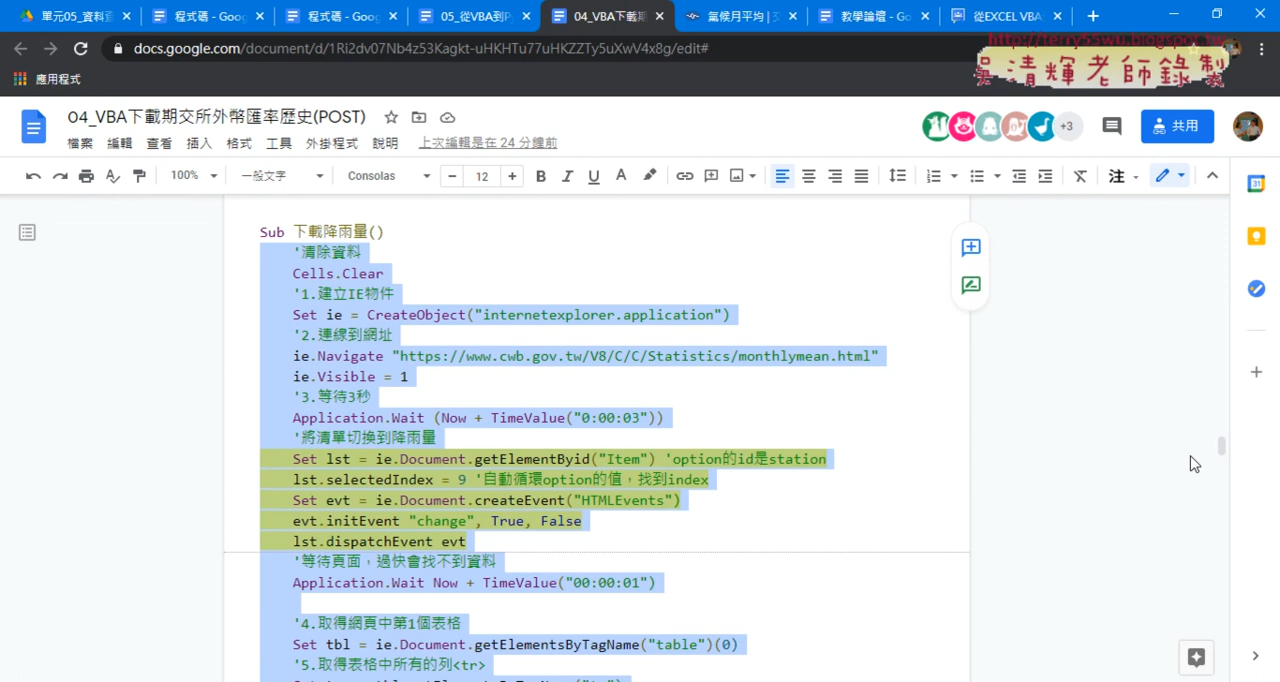 單元05_資料查
程式碼 - Goog
程式碼 - Goog
05_從VBA到P
04_VBA下載期
氣候月平均 | 交
教學論壇 - Go
從EXCEL VBA
docs.google.com/document/d/1Ri2dv07Nb4z53Kagkt-uHKHTu77uHKZZTy5uXwV4x8g/edit#
http://terry55wu.blogspot.tw
吳清輝老師錄製
應用程式
04_VBA下載期交所外幣匯率歷史(POST)
+3
共用
檔案 編輯 查看 插入 格式 工具 外掛程式 說明 上次編輯是在 24 分鐘前
100% 一般文字 Consolas 12 B I U A 注
Sub 下載降雨量()
'清除資料
Cells.Clear
'1.建立IE物件
Set ie = CreateObject("internetexplorer.application")
'2.連線到網址
ie.Navigate "https://www.cwb.gov.tw/V8/C/C/Statistics/monthlymean.html"
ie.Visible = 1
'3.等待3秒
Application.Wait (Now + TimeValue("0:00:03"))
'將清單切換到降雨量
Set lst = ie.Document.getElementByid("Item") 'option的id是station
lst.selectedIndex = 9 '自動循環option的值，找到index
Set evt = ie.Document.createEvent("HTMLEvents")
evt.initEvent "change", True, False
lst.dispatchEvent evt
'等待頁面，過快會找不到資料
Application.Wait Now + TimeValue("00:00:01")
'4.取得網頁中第1個表格
Set tbl = ie.Document.getElementsByTagName("table")(0)
'5.取得表格中所有的列<tr>